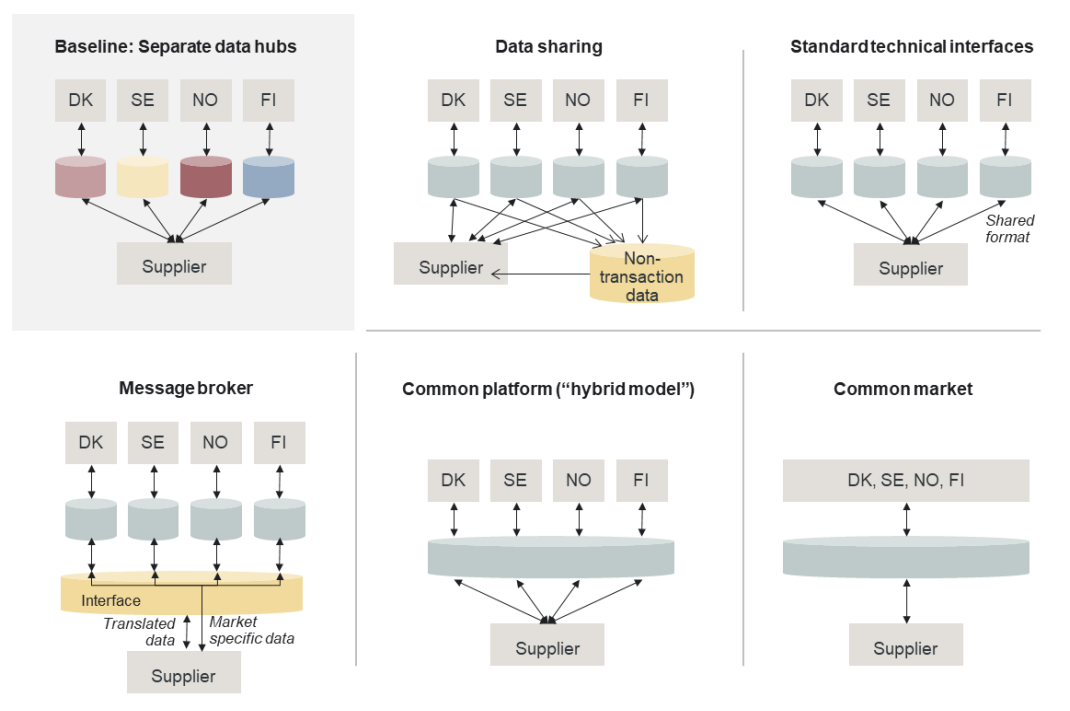 Baseline: Separate data hubs
DK SE NO FI
Supplier
Data sharing
DK SE NO FI
Supplier
Non-
transaction
data
Standard technical interfaces
DK SE NO FI
Shared
format
Supplier
Message broker
DK SE NO FI
Interface
Translated
data
Market
specific data
Supplier
Common platform (“hybrid model”)
DK SE NO FI
Supplier
Common market
DK, SE, NO, FI
Supplier